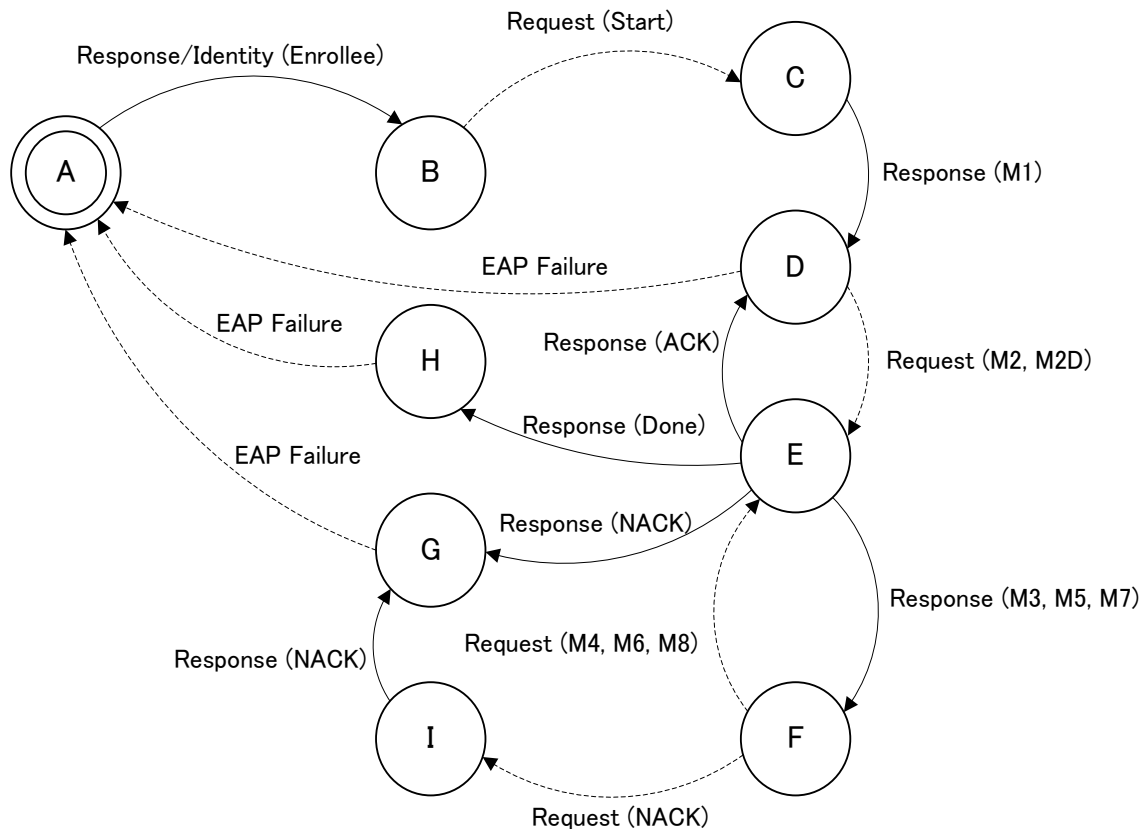 Request (Start)
C
Response/Identity (Enrollee)
A
B
Response (M1)
D
EAP Failure
EAP Failure
H
Response (ACK)
Request (M2, M2D)
Response (Done)
E
EAP Failure
Response (NACK)
G
Response (M3, M5, M7)
Request (M4, M6, M8)
Response (NACK)
I
F
Request (NACK)